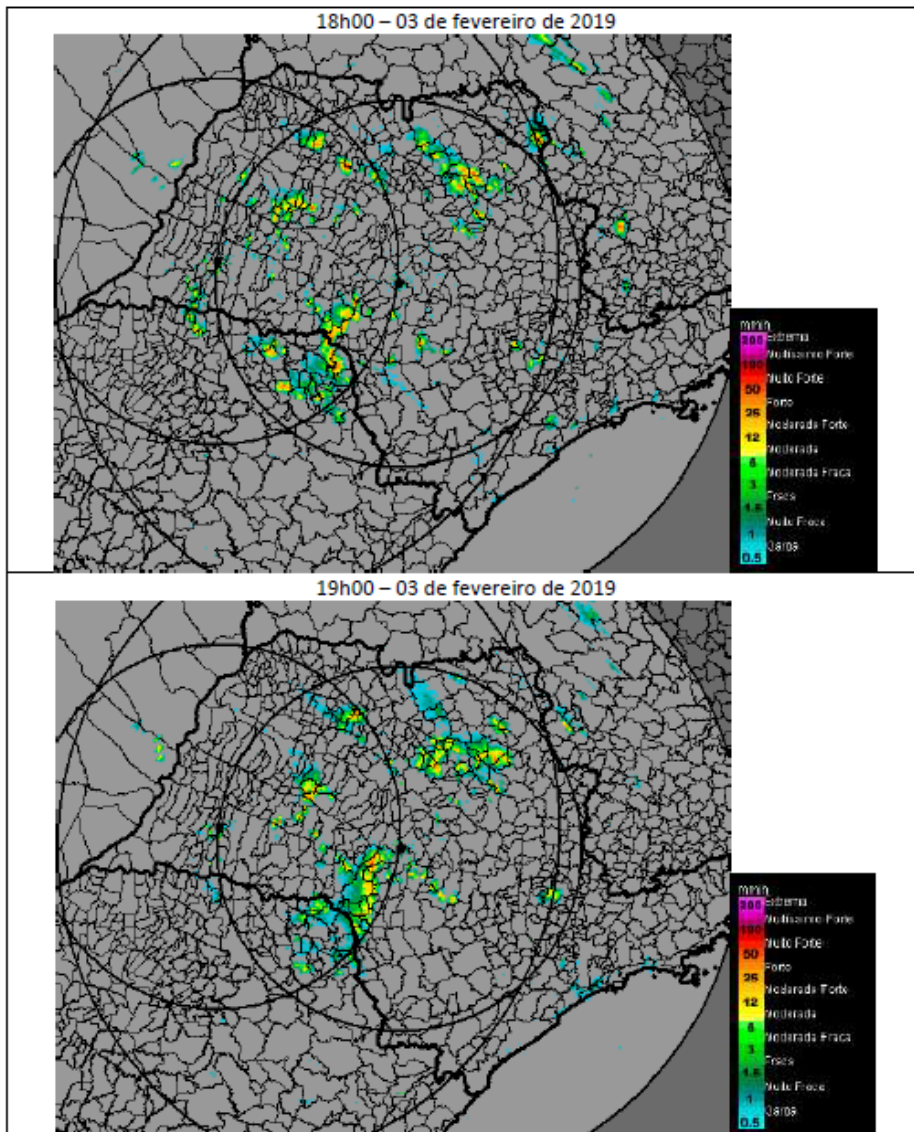 18h00 – 03 de fevereiro de 2019
mm/h
Extrema
200
Muitíssimo Forte
100
Muito Forte
50
Forte
25
Moderada Forte
12
Moderada
6
Moderada Fraca
3
Fraca
1.5
Muito Fraca
1
Garoa
0.5
19h00 – 03 de fevereiro de 2019
mm/h
Extrema
200
Muitíssimo Forte
100
Muito Forte
50
Forte
25
Moderada Forte
12
Moderada
6
Moderada Fraca
3
Fraca
1.5
Muito Fraca
1
Garoa
0.5